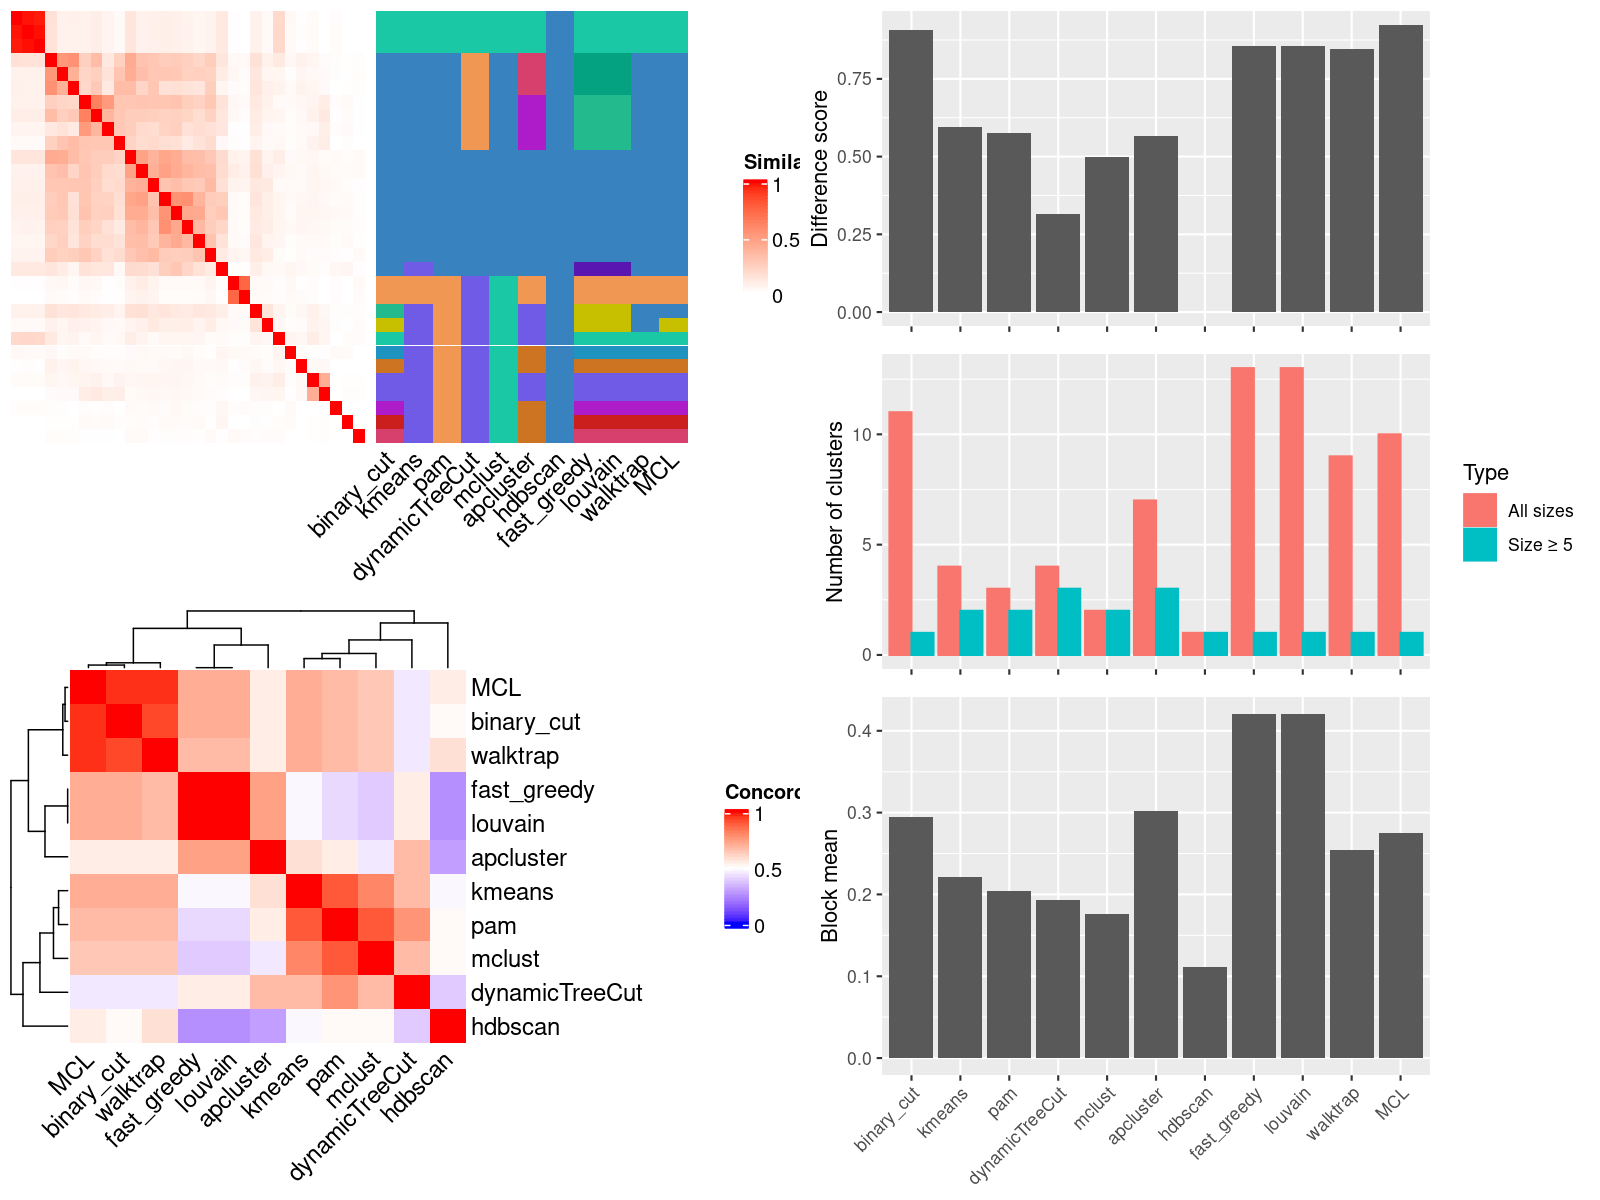 Simila
1
0.5
0
binary_cut
kmeans
pam
dynamicTreeCut
mclust
apcluster
hdbscan
fast_greedy
louvain
walktrap
MCL
MCL
binary_cut
walktrap
fast_greedy
louvain
apcluster
kmeans
pam
mclust
dynamicTreeCut
hdbscan
Concord
1
0.5
0
MCL
binary_cut
walktrap
fast_greedy
louvain
apcluster
kmeans
pam
mclust
dynamicTreeCut
hdbscan
Difference score
0.75
0.50
0.25
0.00
Number of clusters
10
5
0
Type
All sizes
Size ≥ 5
Block mean
0.4
0.3
0.2
0.1
0.0
binary_cut
kmeans
pam
dynamicTreeCut
mclust
apcluster
hdbscan
fast_greedy
louvain
walktrap
MCL